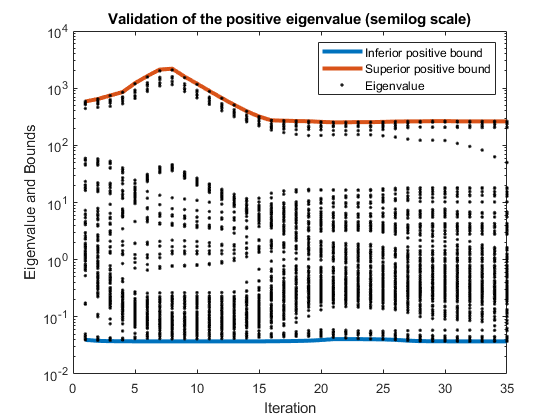 Validation of the positive eigenvalue (semilog scale)
10^4
10^3
10^2
10^1
10^0
10^-1
10^-2
Eigenvalue and Bounds
Inferior positive bound
Superior positive bound
Eigenvalue
0 5 10 15 20 25 30 35
Iteration